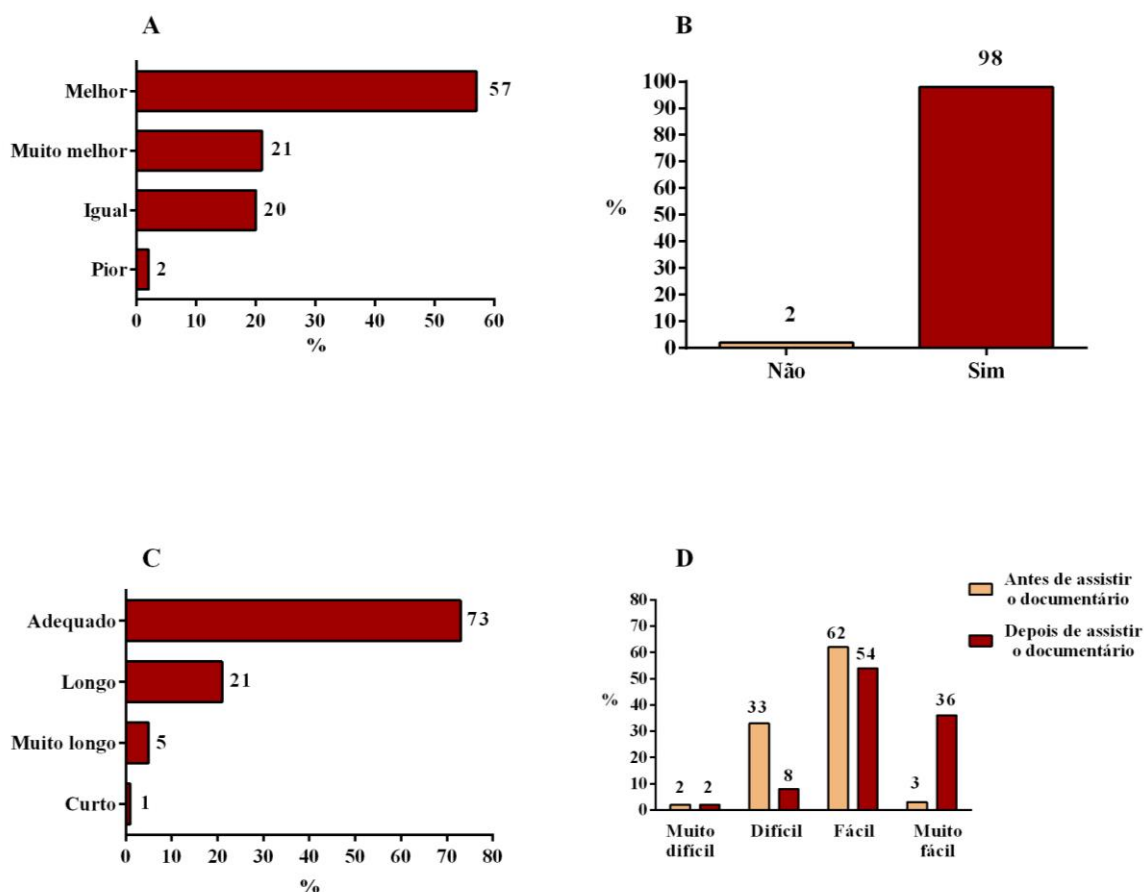 A
Melhor
57
Muito melhor
21
Igual
20
Pior
2
0 10 20 30 40 50 60
%
B
98
100
90
80
70
60
50
40
30
20
10
0
%
2
Não Sim
C
Adequado
73
Longo
21
Muito longo
5
Curto
1
0 10 20 30 40 50 60 70 80
%
D
Antes de assistir
o documentário
Depois de assistir
o documentário
80
70
60
50
40
30
20
10
0
%
2 2 33 8 62 54 3 36
Muito
difícil
Difícil
Fácil
Muito
fácil